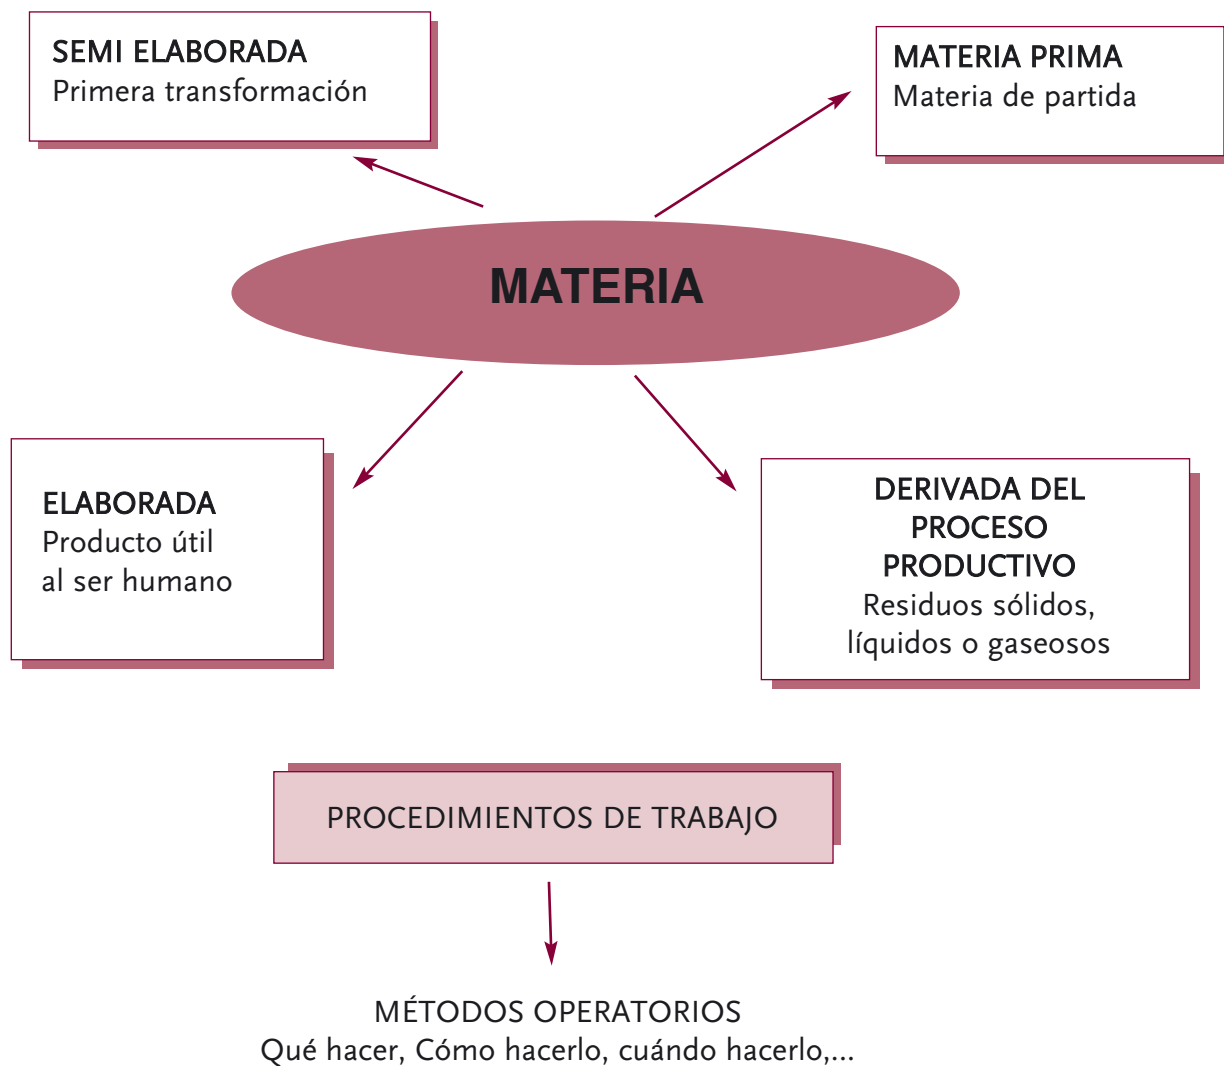 SEMI ELABORADA
Primera transformación
MATERIA PRIMA
Materia de partida
MATERIA
ELABORADA
Producto útil
al ser humano
DERIVADA DEL
PROCESO
PRODUCTIVO
Residuos sólidos,
líquidos o gaseosos
PROCEDIMIENTOS DE TRABAJO
MÉTODOS OPERATORIOS
Qué hacer, Cómo hacerlo, cuándo hacerlo,...